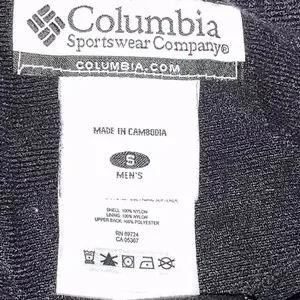 Columbia
Sportswear Company®
COLUMBIA.COM
MADE IN CAMBODIA
S
MEN'S
SHELL: 100% NYLON
LINING: 100% NYLON
UPPER BACK: 100% POLYESTER
RN 69724
CA 05367